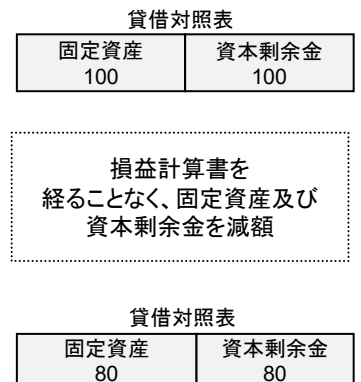 貸借対照表
固定資産 資本剰余金
100 100
損益計算書を
経ることなく、固定資産及び
資本剰余金を減額
貸借対照表
固定資産 資本剰余金
80 80